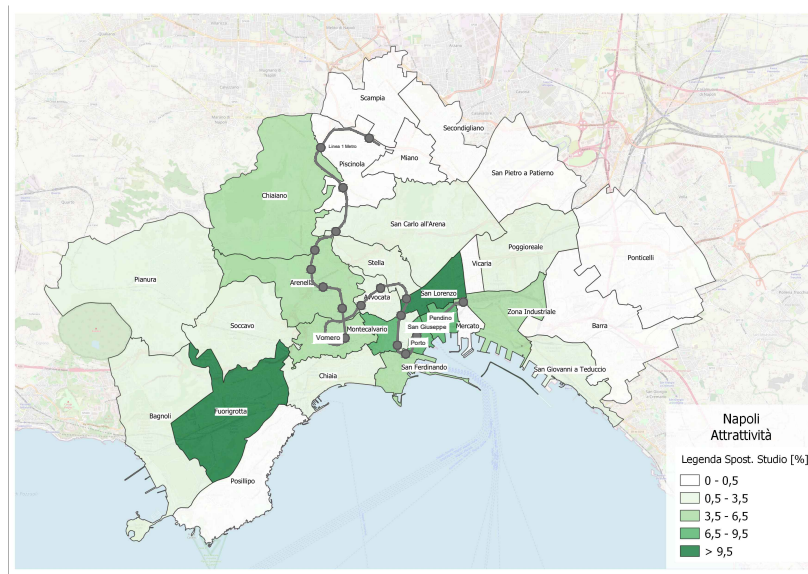 Scampia
Secondigliano
Linea 1 Metro
Miano
Piscinola
San Pietro a Patierno
Chiaiano
San Carlo all'Arena
Poggioreale
Ponticelli
Stella
Vicaria
Pianura
Arenella
Avvocata
San Lorenzo
Zona Industriale
Pendino
Soccavo
Montecalvario
San Giuseppe
Mercato
Barra
Vomero
Porto
San Ferdinando
San Giovanni a Teduccio
Chiaia
Bagnoli
Fuorigrotta
Posillipo
Napoli
Attrattività
Legenda Spost. Studio [%]
0 - 0,5
0,5 - 3,5
3,5 - 6,5
6,5 - 9,5
> 9,5